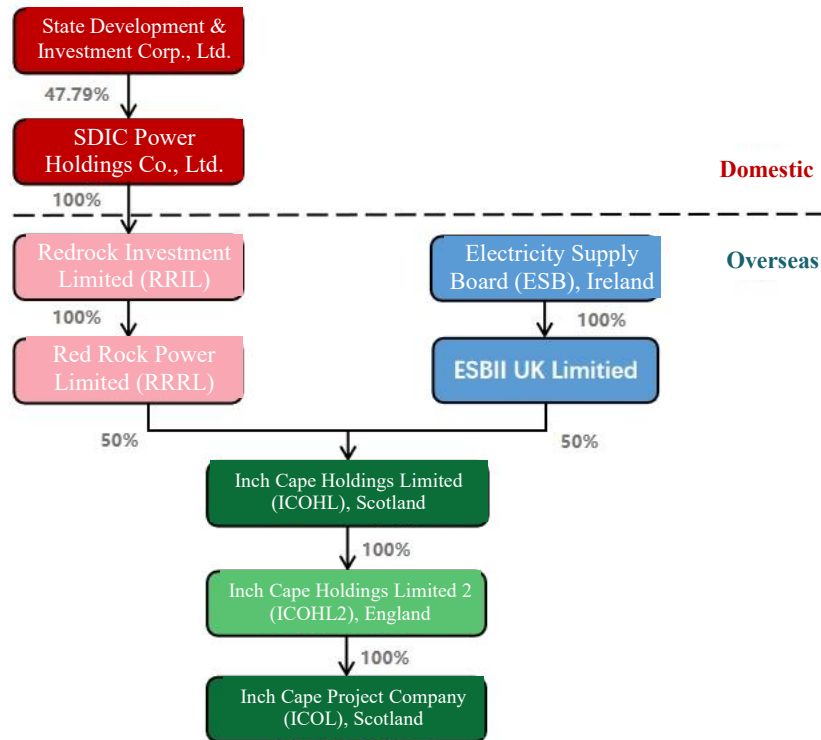 State Development &
Investment Corp., Ltd.
47.79%
SDIC Power
Holdings Co., Ltd.
Domestic
100%
Redrock Investment
Limited (RRIL)
Electricity Supply
Board (ESB), Ireland
Overseas
100%
100%
Red Rock Power
Limited (RRRL)
ESBII UK Limitied
50%
50%
Inch Cape Holdings Limited
(ICOHL), Scotland
100%
Inch Cape Holdings Limited 2
(ICOHL2), England
100%
Inch Cape Project Company
(ICOL), Scotland